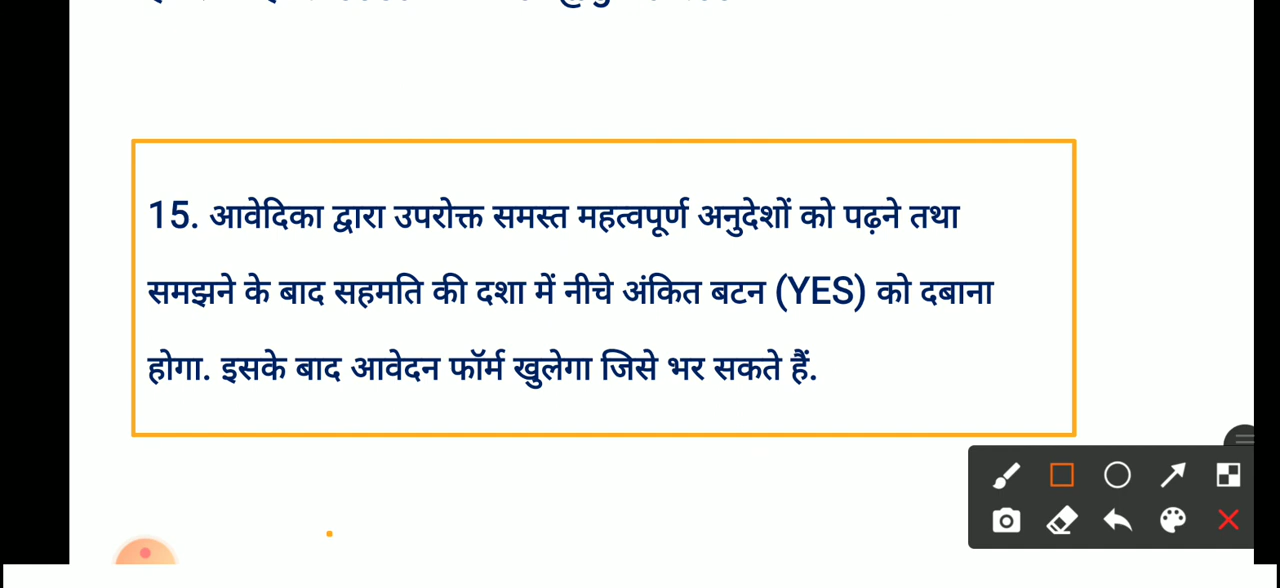 15. आवेदिका द्वारा उपरोक्त समस्त महत्वपूर्ण अनुदेशों को पढ़ने तथा
समझने के बाद सहमति की दशा में नीचे अंकित बटन (YES) को दबाना
होगा. इसके बाद आवेदन फॉर्म खुलेगा जिसे भर सकते हैं.